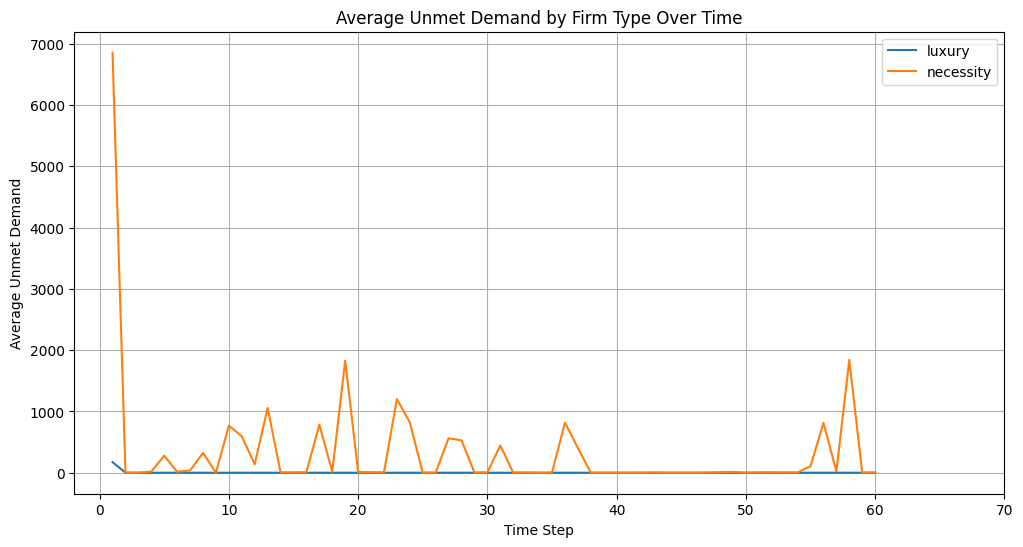 Average Unmet Demand by Firm Type Over Time
luxury
necessity
7000
6000
5000
4000
3000
2000
1000
0
Average Unmet Demand
0 10 20 30 40 50 60 70
Time Step